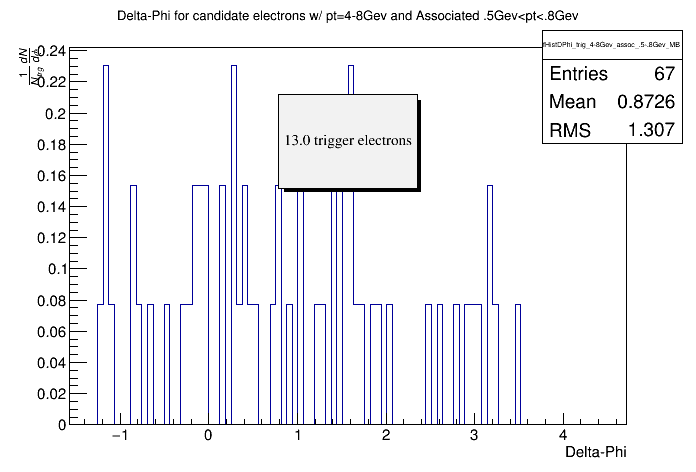 Delta-Phi for candidate electrons w/ pt=4-8Gev and Associated .5Gev<pt<.8Gev
fHistDPhi_trig_4-8Gev_assoc_.5-.8Gev_MB
Entries 67
Mean 0.8726
RMS 1.307
13.0 trigger electrons
0.24
0.22
0.2
0.18
0.16
0.14
0.12
0.1
0.08
0.06
0.04
0.02
0
−1 0 1 2 3 4
Delta-Phi